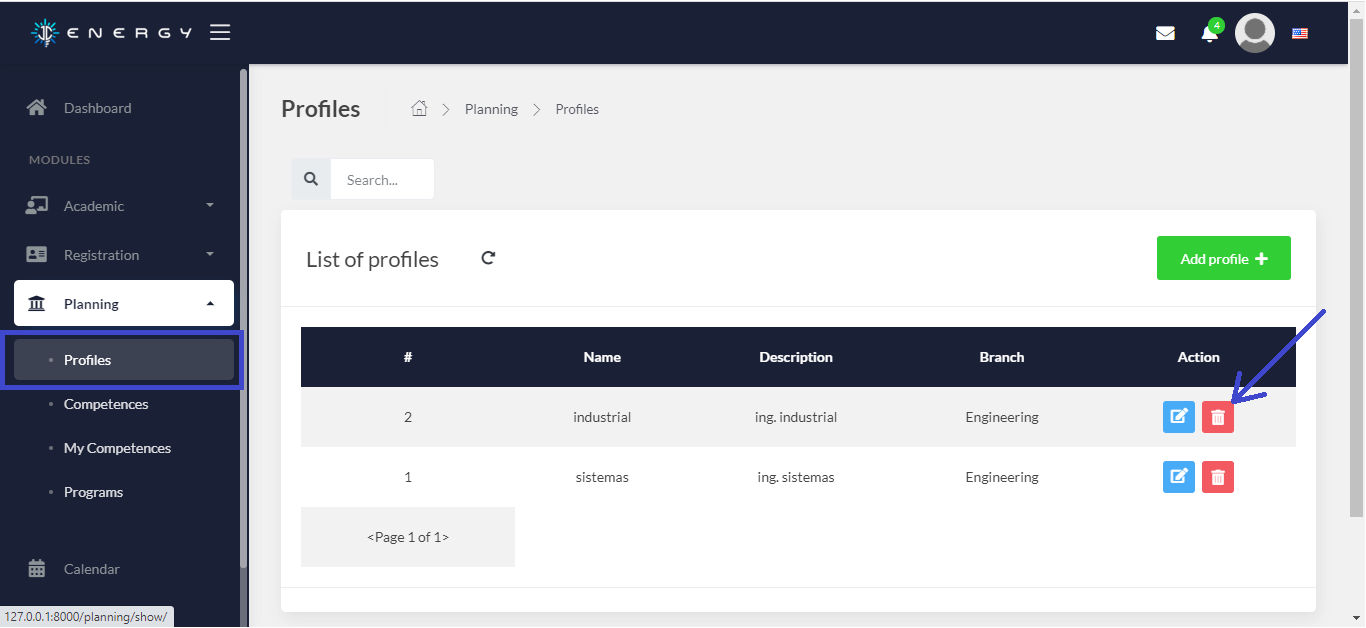 ENERGY
4
Dashboard
MODULES
Academic
Registration
Planning
Profiles
Competences
My Competences
Programs
Calendar
127.0.0.1:8000/planning/show/
Profiles
Planning
Profiles
Search...
List of profiles
Add profile
# Name Description Branch Action
2 industrial ing. industrial Engineering
1 sistemas ing. sistemas Engineering
<Page 1 of 1>